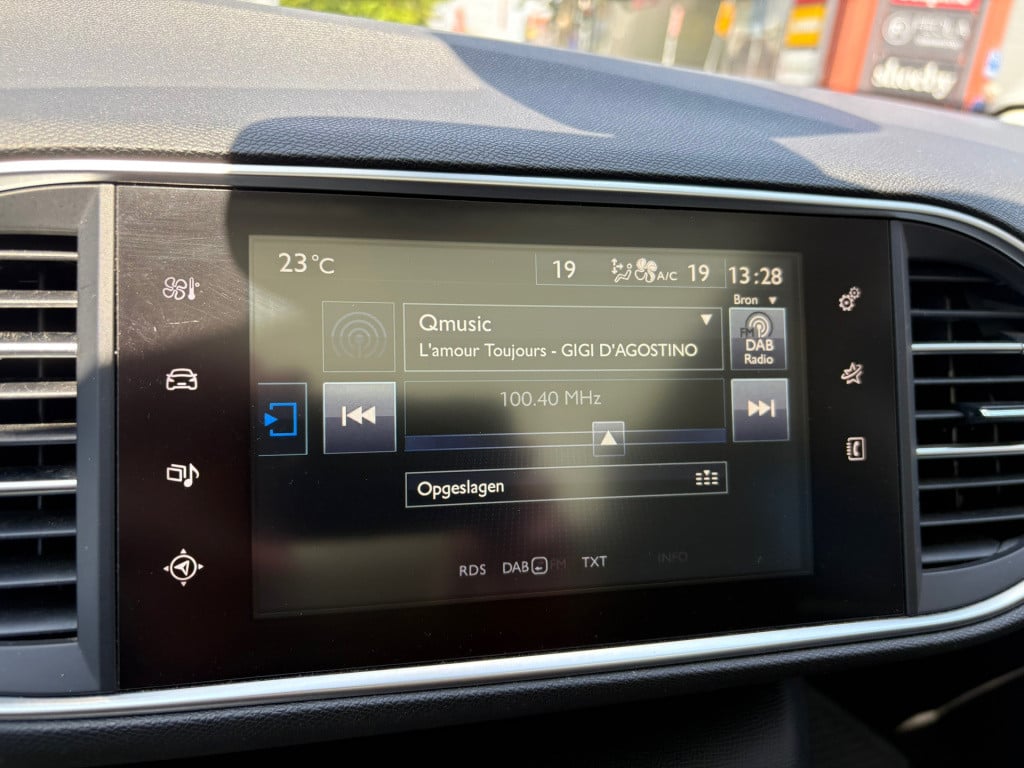 23°C
19
A/C
19
13:28
Bron
Qmusic
L'amour Toujours - GIGI D'AGOSTINO
FM
DAB
Radio
100.40 MHz
Opgeslagen
RDS DAB FM TXT INFO